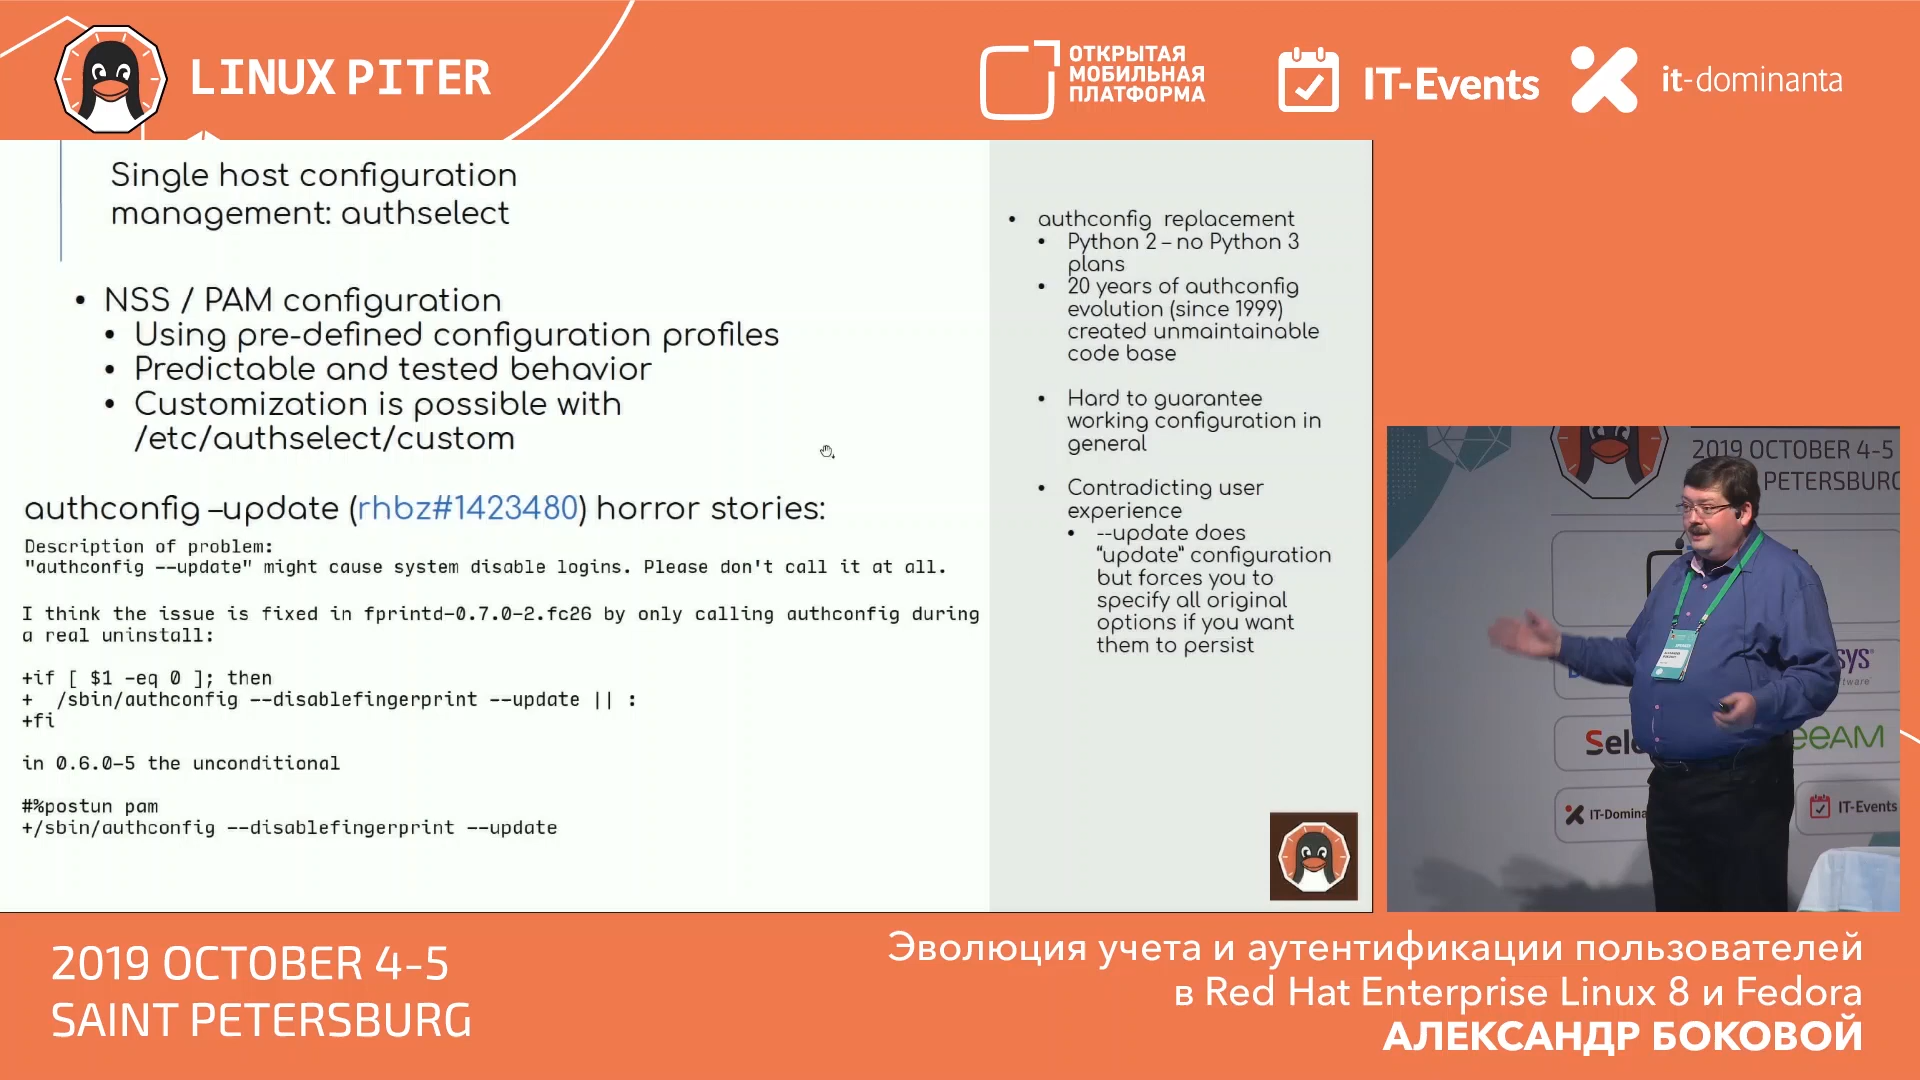 LINUX PITER
ОТКРЫТАЯ
МОБИЛЬНАЯ
ПЛАТФОРМА
IT-Events
it-dominanta
Single host configuration
management: authselect
• NSS / PAM configuration
• Using pre-defined configuration profiles
• Predictable and tested behavior
• Customization is possible with
/etc/authselect/custom
authconfig –update (rhbz#1423480) horror stories:
Description of problem:
"authconfig --update" might cause system disable logins. Please don't call it at all.
I think the issue is fixed in fprintd-0.7.0-2.fc26 by only calling authconfig during
a real uninstall:
+if [ $1 -eq 0 ]; then
+  /sbin/authconfig --disablefingerprint --update || :
+fi
in 0.6.0-5 the unconditional
#%postun pam
+/sbin/authconfig --disablefingerprint --update
• authconfig replacement
• Python 2 – no Python 3
plans
• 20 years of authconfig
evolution (since 1999)
created unmaintainable
code base
• Hard to guarantee
working configuration in
general
• Contradicting user
experience
• --update does
“update” configuration
but forces you to
specify all original
options if you want
them to persist
2019 OCTOBER 4-5
PETERSBURG
IT-Events
2019 OCTOBER 4-5
SAINT PETERSBURG
Эволюция учета и аутентификации пользователей
в Red Hat Enterprise Linux 8 и Fedora
АЛЕКСАНДР БОКОВОЙ